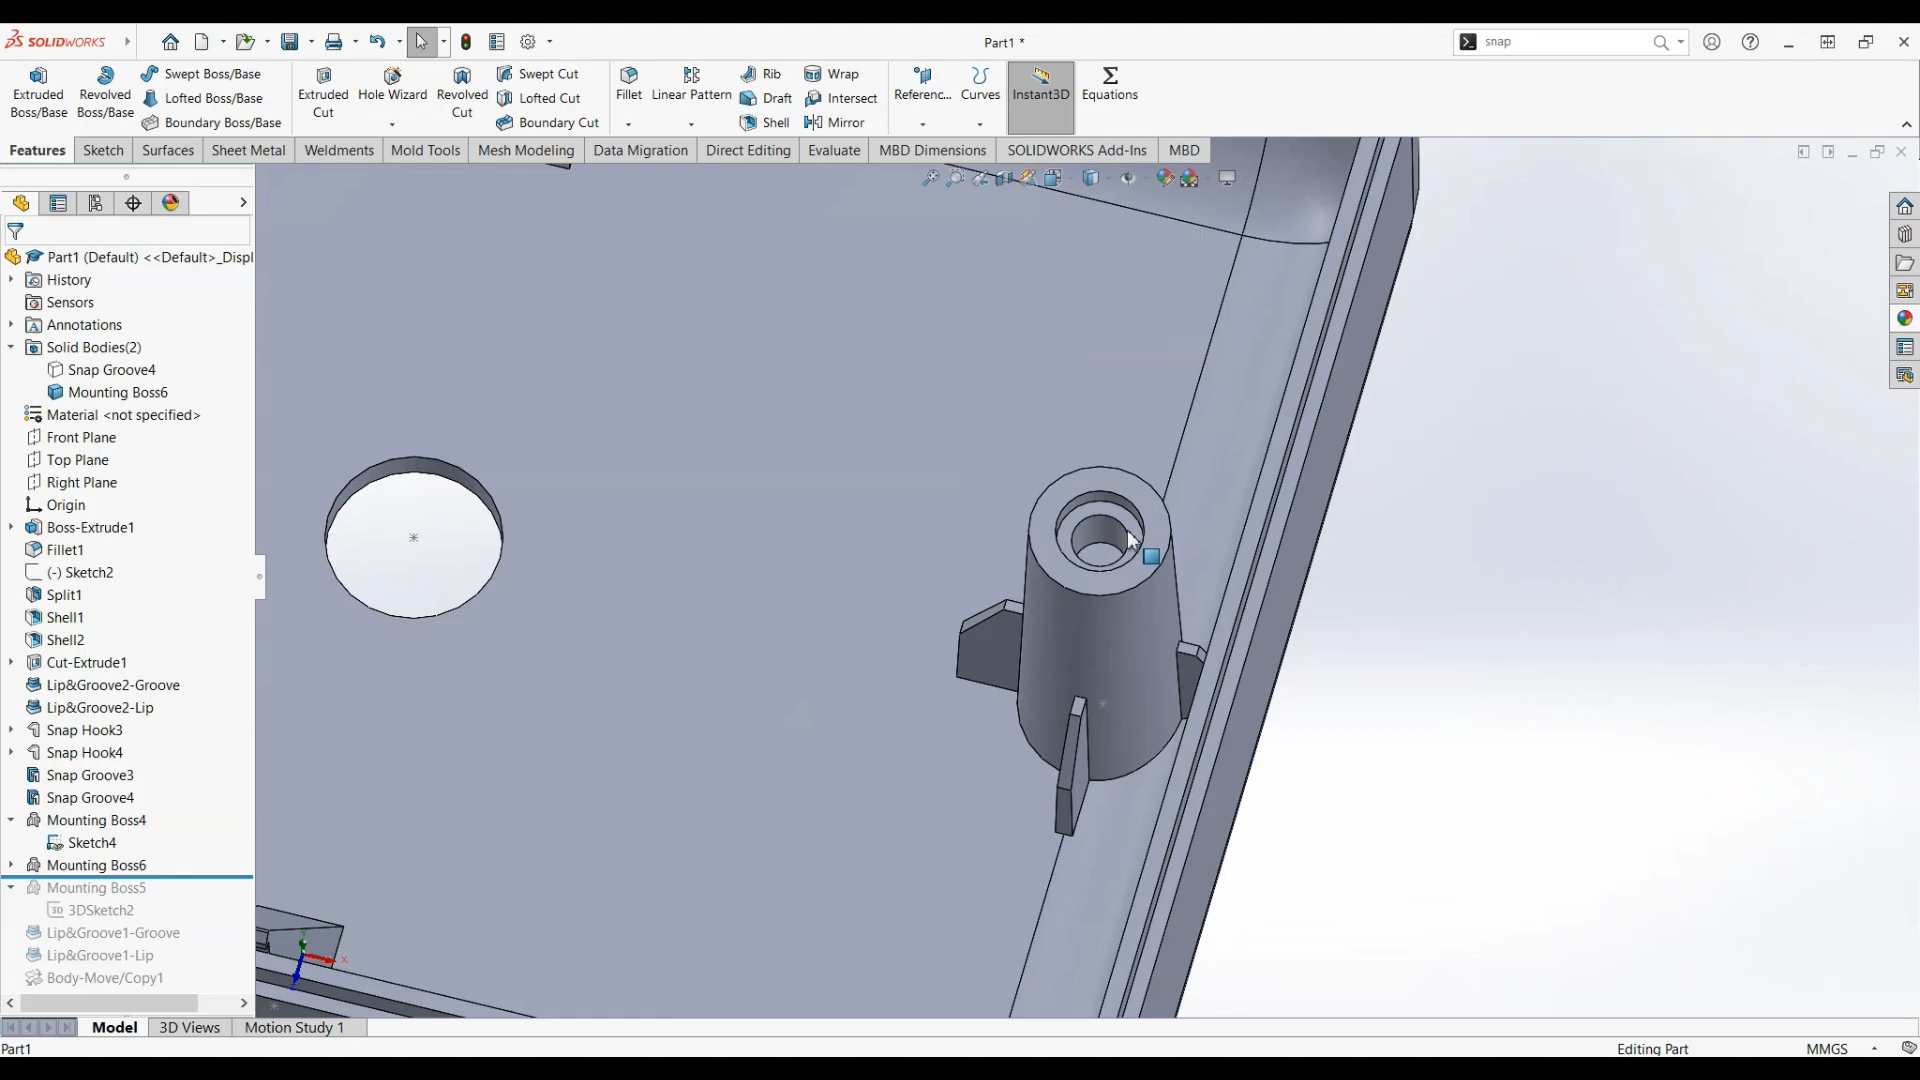 SOLIDWORKS
Part1 *
snap
Extruded Boss/Base
Revolved Boss/Base
Swept Boss/Base
Lofted Boss/Base
Boundary Boss/Base
Extruded Cut
Hole Wizard
Revolved Cut
Swept Cut
Lofted Cut
Boundary Cut
Fillet
Linear Pattern
Rib
Draft
Shell
Wrap
Intersect
Mirror
Referenc...
Curves
Instant3D
Equations
Features
Sketch
Surfaces
Sheet Metal
Weldments
Mold Tools
Mesh Modeling
Data Migration
Direct Editing
Evaluate
MBD Dimensions
SOLIDWORKS Add-Ins
MBD
Part1 (Default) <<Default>_Displ
History
Sensors
Annotations
Solid Bodies(2)
Snap Groove4
Mounting Boss6
Material <not specified>
Front Plane
Top Plane
Right Plane
Origin
Boss-Extrude1
Fillet1
(-) Sketch2
Split1
Shell1
Shell2
Cut-Extrude1
Lip&Groove2-Groove
Lip&Groove2-Lip
Snap Hook3
Snap Hook4
Snap Groove3
Snap Groove4
Mounting Boss4
Sketch4
Mounting Boss6
Mounting Boss5
3D 3DSketch2
Lip&Groove1-Groove
Lip&Groove1-Lip
Body-Move/Copy1
Y
X
Model
3D Views
Motion Study 1
Part1
Editing Part
MMGS